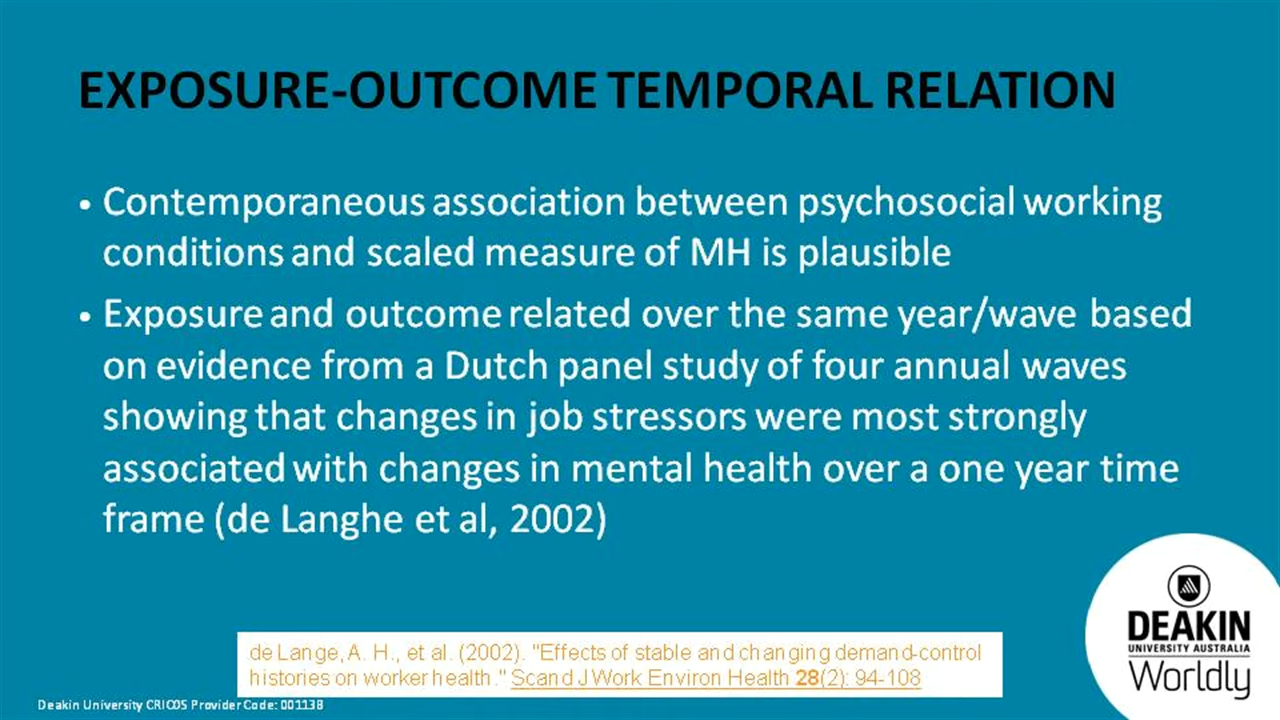 EXPOSURE-OUTCOME TEMPORAL RELATION
• Contemporaneous association between psychosocial working
conditions and scaled measure of MH is plausible
• Exposure and outcome related over the same year/wave based
on evidence from a Dutch panel study of four annual waves
showing that changes in job stressors were most strongly
associated with changes in mental health over a one year time
frame (de Langhe et al, 2002)
de Lange, A. H., et al. (2002). "Effects of stable and changing demand-control
histories on worker health." Scand J Work Environ Health 28(2): 94-108
DEAKIN
UNIVERSITY AUSTRALIA
Worldly
Deakin University CRICOS Provider Code: 00113B